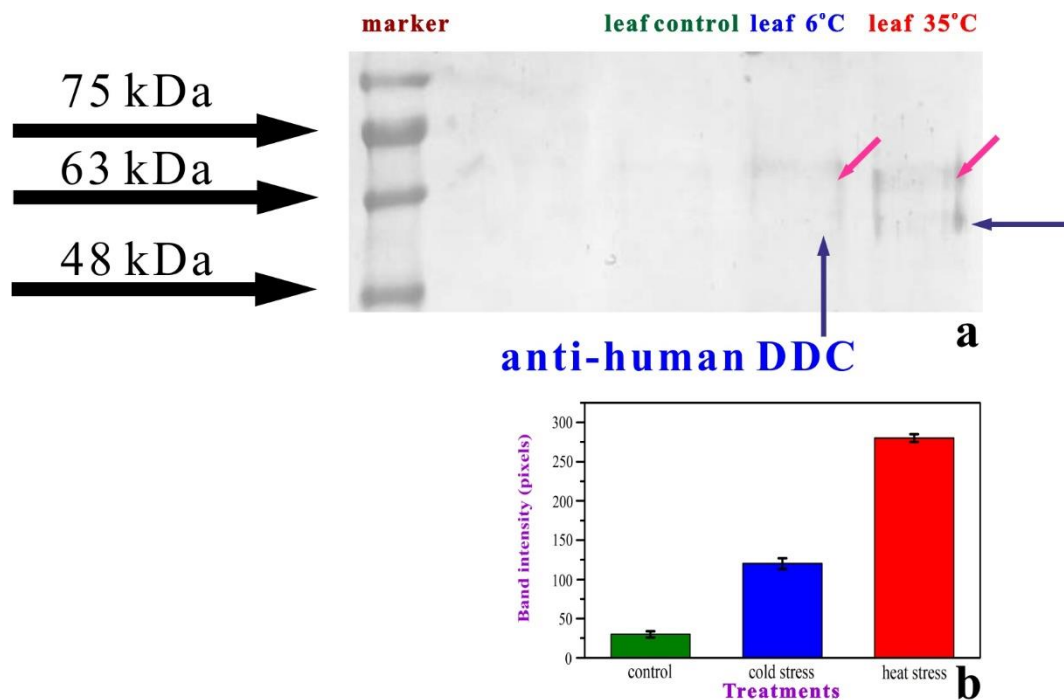 marker leaf control leaf 6°C leaf 35°C
75 kDa
63 kDa
48 kDa
a
anti-human DDC
Band intensity (pixels)
300
250
200
150
100
50
0
control cold stress heat stress
Treatments
b